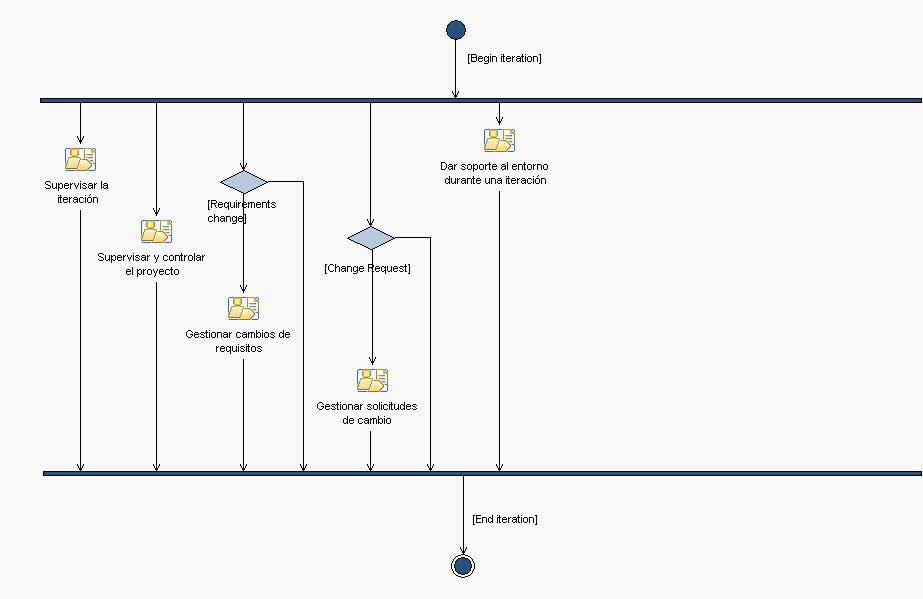 [Begin iteration]
Supervisar la
iteración
Supervisar y controlar
el proyecto
[Requirements
change]
Gestionar cambios de
requisitos
[Change Request]
Gestionar solicitudes
de cambio
Dar soporte al entorno
durante una iteración
[End iteration]